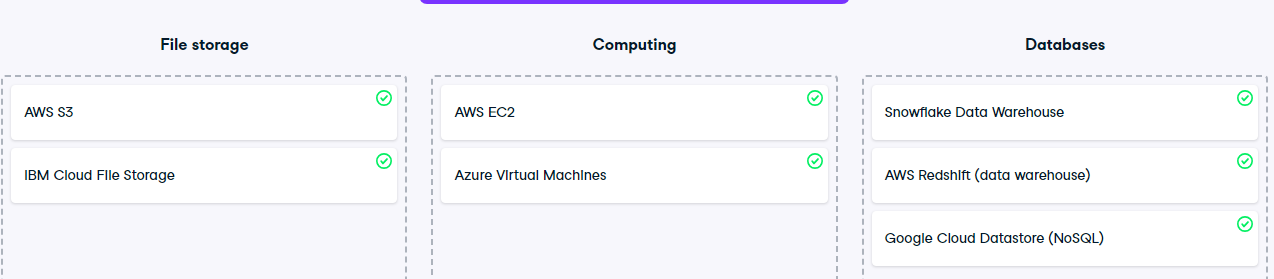 File storage
AWS S3
IBM Cloud File Storage
Computing
AWS EC2
Azure Virtual Machines
Databases
Snowflake Data Warehouse
AWS Redshift (data warehouse)
Google Cloud Datastore (NoSQL)